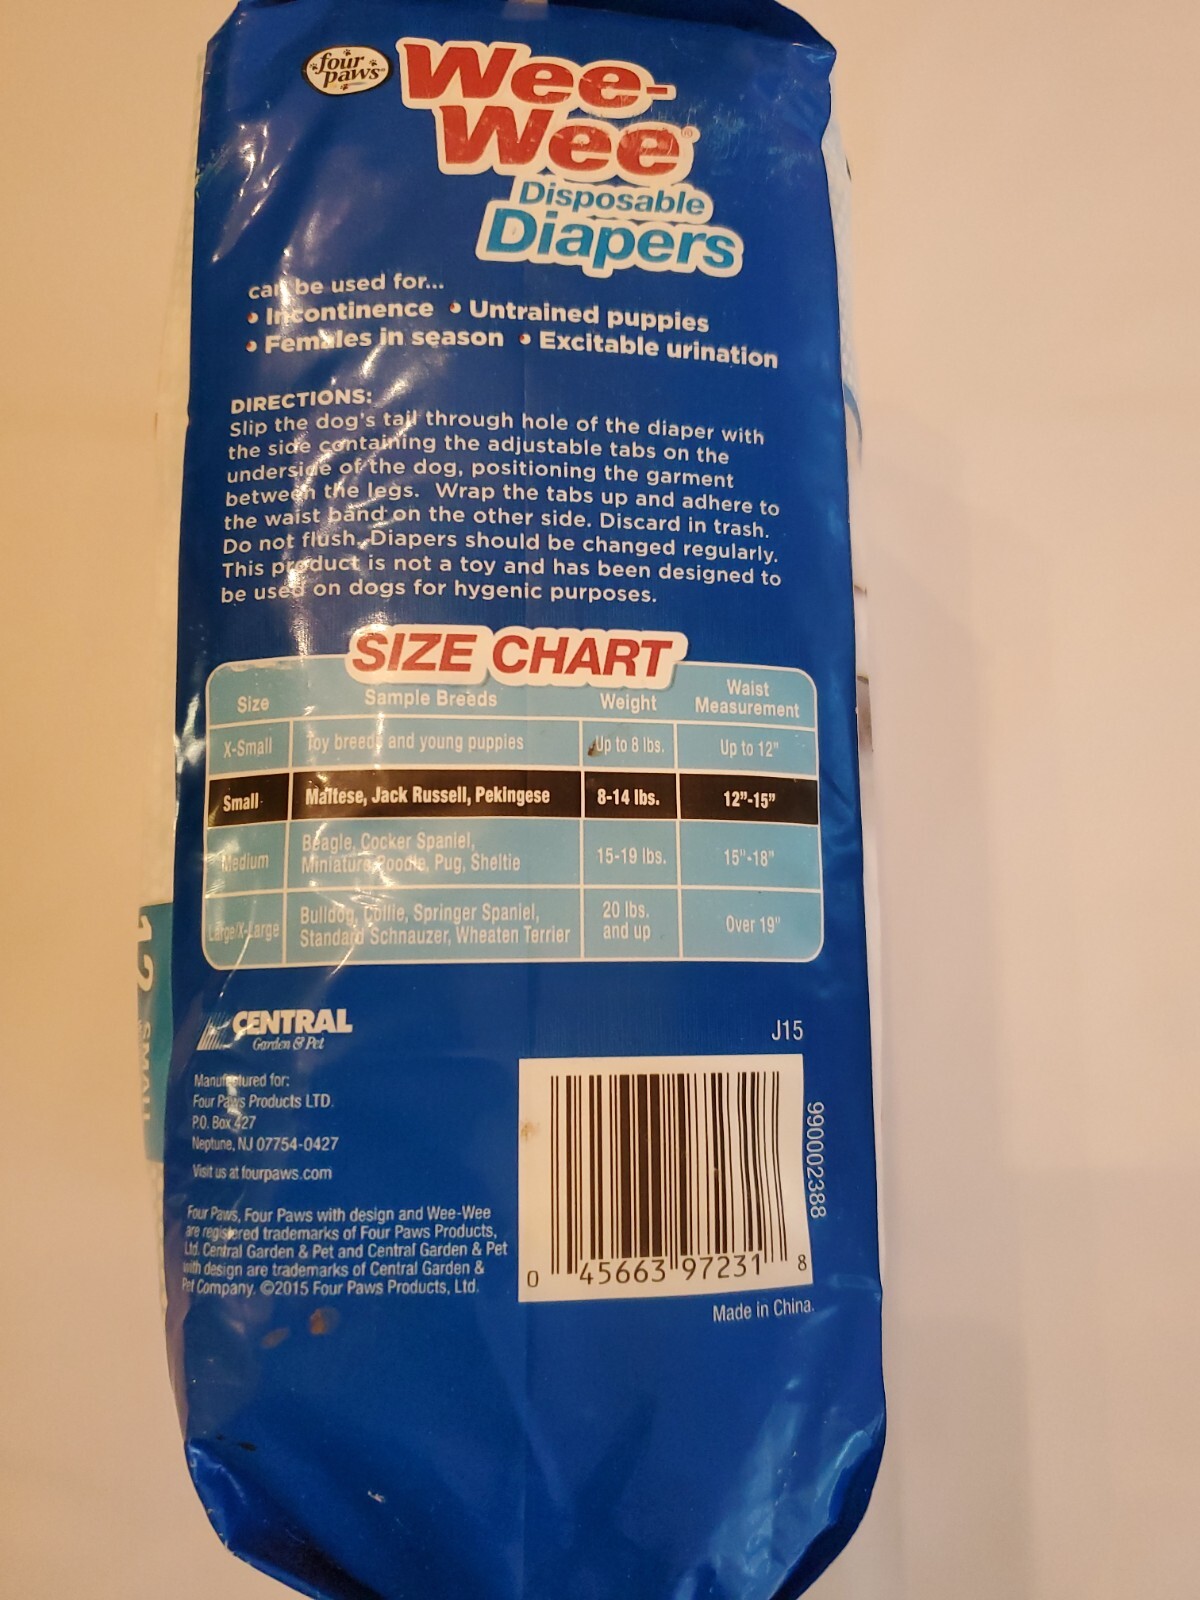 four
paws
Wee-
Wee®
Disposable
Diapers
can be used for...
• Incontinence • Untrained puppies
• Females in season • Excitable urination
DIRECTIONS:
Slip the dog's tail through hole of the diaper with
the side containing the adjustable tabs on the
underside of the dog, positioning the garment
between the legs. Wrap the tabs up and adhere to
the waist band on the other side. Discard in trash.
Do not flush. Diapers should be changed regularly.
This product is not a toy and has been designed to
be used on dogs for hygenic purposes.
SIZE CHART
Size Sample Breeds Weight Waist Measurement
X-Small Toy breeds and young puppies Up to 8 lbs. Up to 12"
Small Maltese, Jack Russell, Pekingese 8-14 lbs. 12"-15"
Medium Beagle, Cocker Spaniel, Miniature Poodle, Pug, Sheltie 15-19 lbs. 15"-18"
Large/X-Large Bulldog, Collie, Springer Spaniel, Standard Schnauzer, Wheaten Terrier 20 lbs. and up Over 19"
12 SMALL
CENTRAL
Garden & Pet
J15
Manufactured for:
Four Paws Products LTD.
P.O. Box 427
Neptune, NJ 07754-0427
Visit us at fourpaws.com
Four Paws, Four Paws with design and Wee-Wee
are registered trademarks of Four Paws Products,
Ltd. Central Garden & Pet and Central Garden & Pet
with design are trademarks of Central Garden &
Pet Company. ©2015 Four Paws Products, Ltd.
990002388
0 45663 97231 8
Made in China.